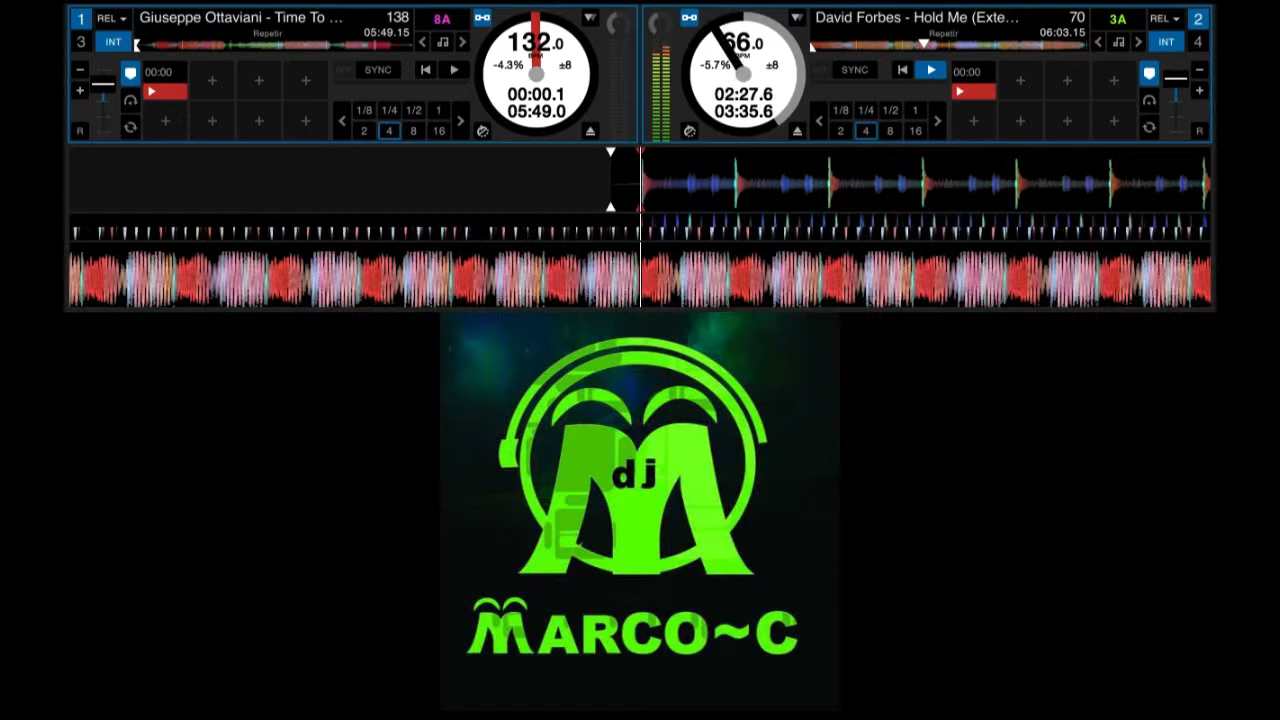 1 REL Giuseppe Ottaviani - Time To ... 138 8A
3 INT Repetir 05:49.15
132.0
BPM
-4.3% ±8
00:00.1
05:49.0
00:00
SYNC
1/8 1/4 1/2 1
2 4 8 16
R
David Forbes - Hold Me (Exte... 70 3A REL 2
Repetir 06:03.15 INT 4
66.0
-5.7% ±8
02:27.6
03:35.6
SYNC
00:00
1/8 1/4 1/2 1
2 4 8 16
R
dj
MARCO~C